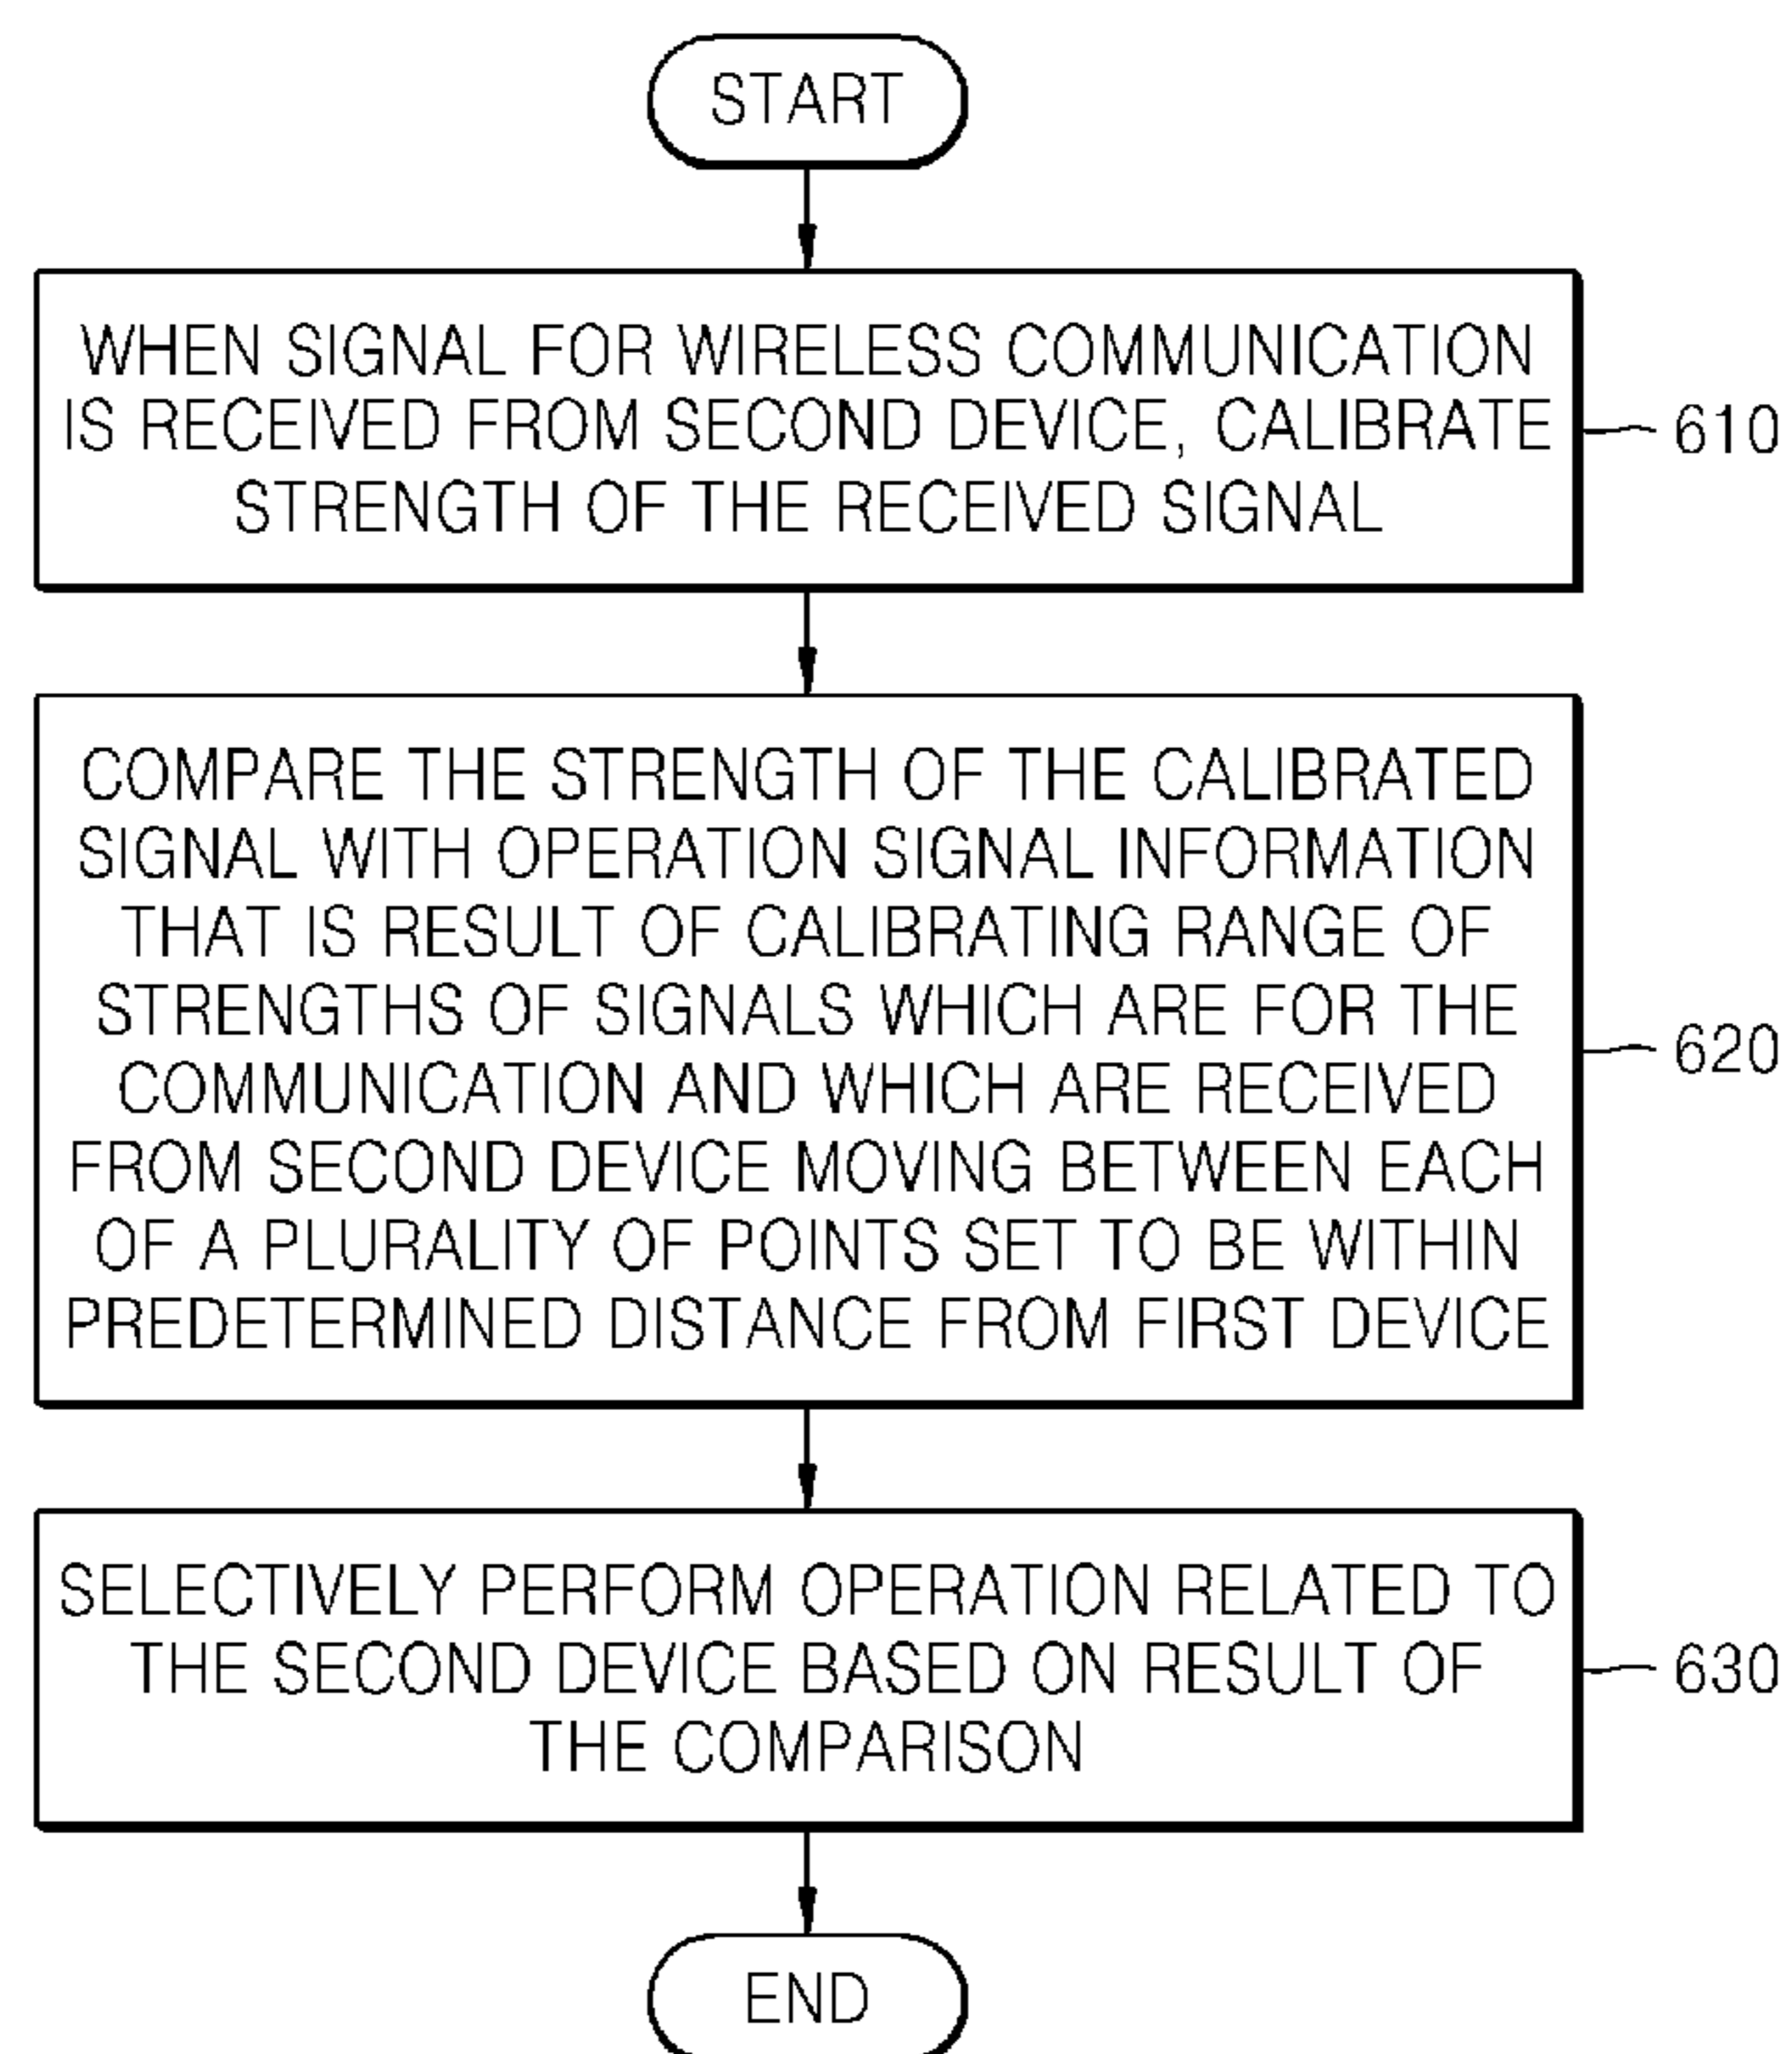 START
WHEN SIGNAL FOR WIRELESS COMMUNICATION
IS RECEIVED FROM SECOND DEVICE, CALIBRATE
STRENGTH OF THE RECEIVED SIGNAL
610
COMPARE THE STRENGTH OF THE CALIBRATED
SIGNAL WITH OPERATION SIGNAL INFORMATION
THAT IS RESULT OF CALIBRATING RANGE OF
STRENGTHS OF SIGNALS WHICH ARE FOR THE
COMMUNICATION AND WHICH ARE RECEIVED
FROM SECOND DEVICE MOVING BETWEEN EACH
OF A PLURALITY OF POINTS SET TO BE WITHIN
PREDETERMINED DISTANCE FROM FIRST DEVICE
620
SELECTIVELY PERFORM OPERATION RELATED TO
THE SECOND DEVICE BASED ON RESULT OF
THE COMPARISON
630
END